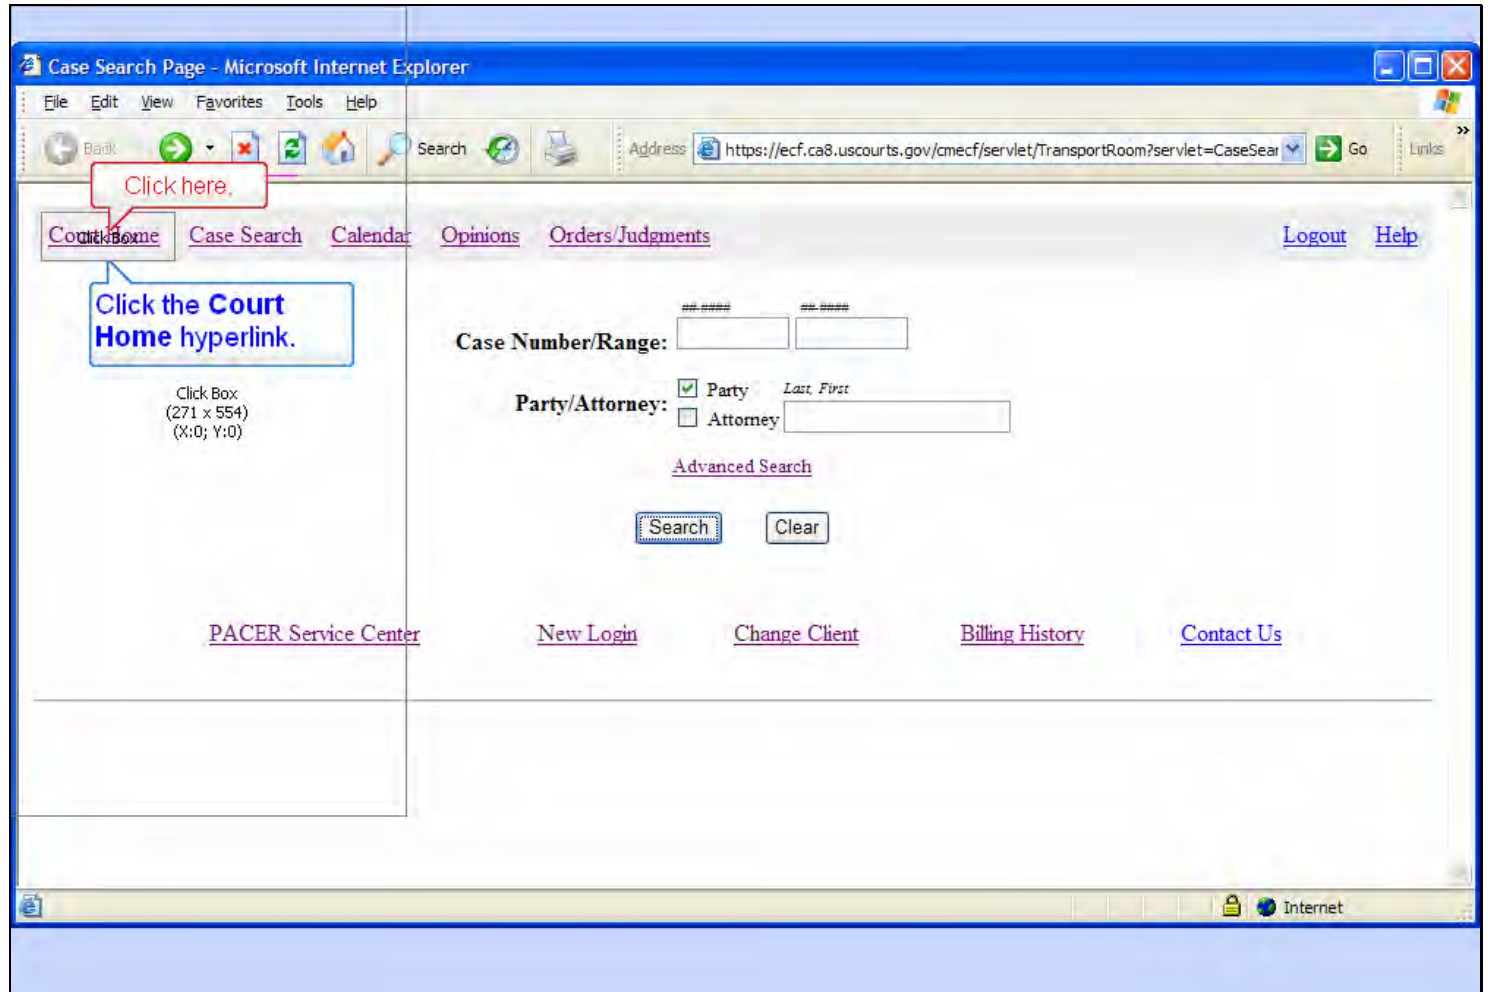 Case Search Page - Microsoft Internet Explorer
File Edit View Favorites Tools Help
Back Search Address https://ecf.ca8.uscourts.gov/cmecf/servlet/TransportRoom?servlet=CaseSear Go Links »
Click here,
Court Home Case Search Calendar Opinions Orders/Judgments Logout Help
Click Box
Click the Court
Home hyperlink.
##-#### ##-####
Case Number/Range:
Click Box
(271 x 554)
(X:0; Y:0)
Party/Attorney: Party Last, First
Attorney
Advanced Search
Search Clear
PACER Service Center New Login Change Client Billing History Contact Us
Internet